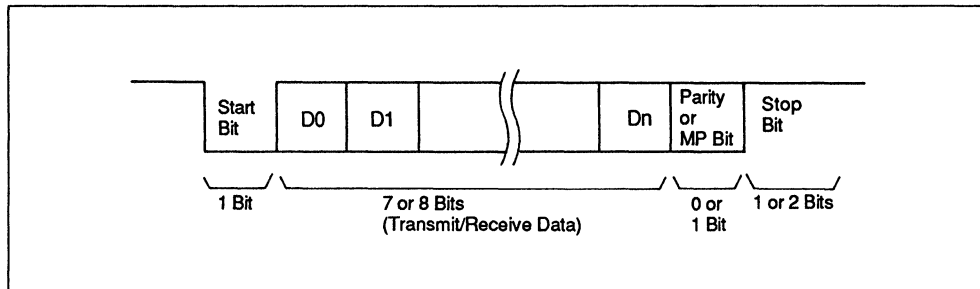 Start
Bit
D0
D1
Dn
Parity
or
MP Bit
Stop
Bit
1 Bit
7 or 8 Bits
(Transmit/Receive Data)
0 or
1 Bit
1 or 2 Bits